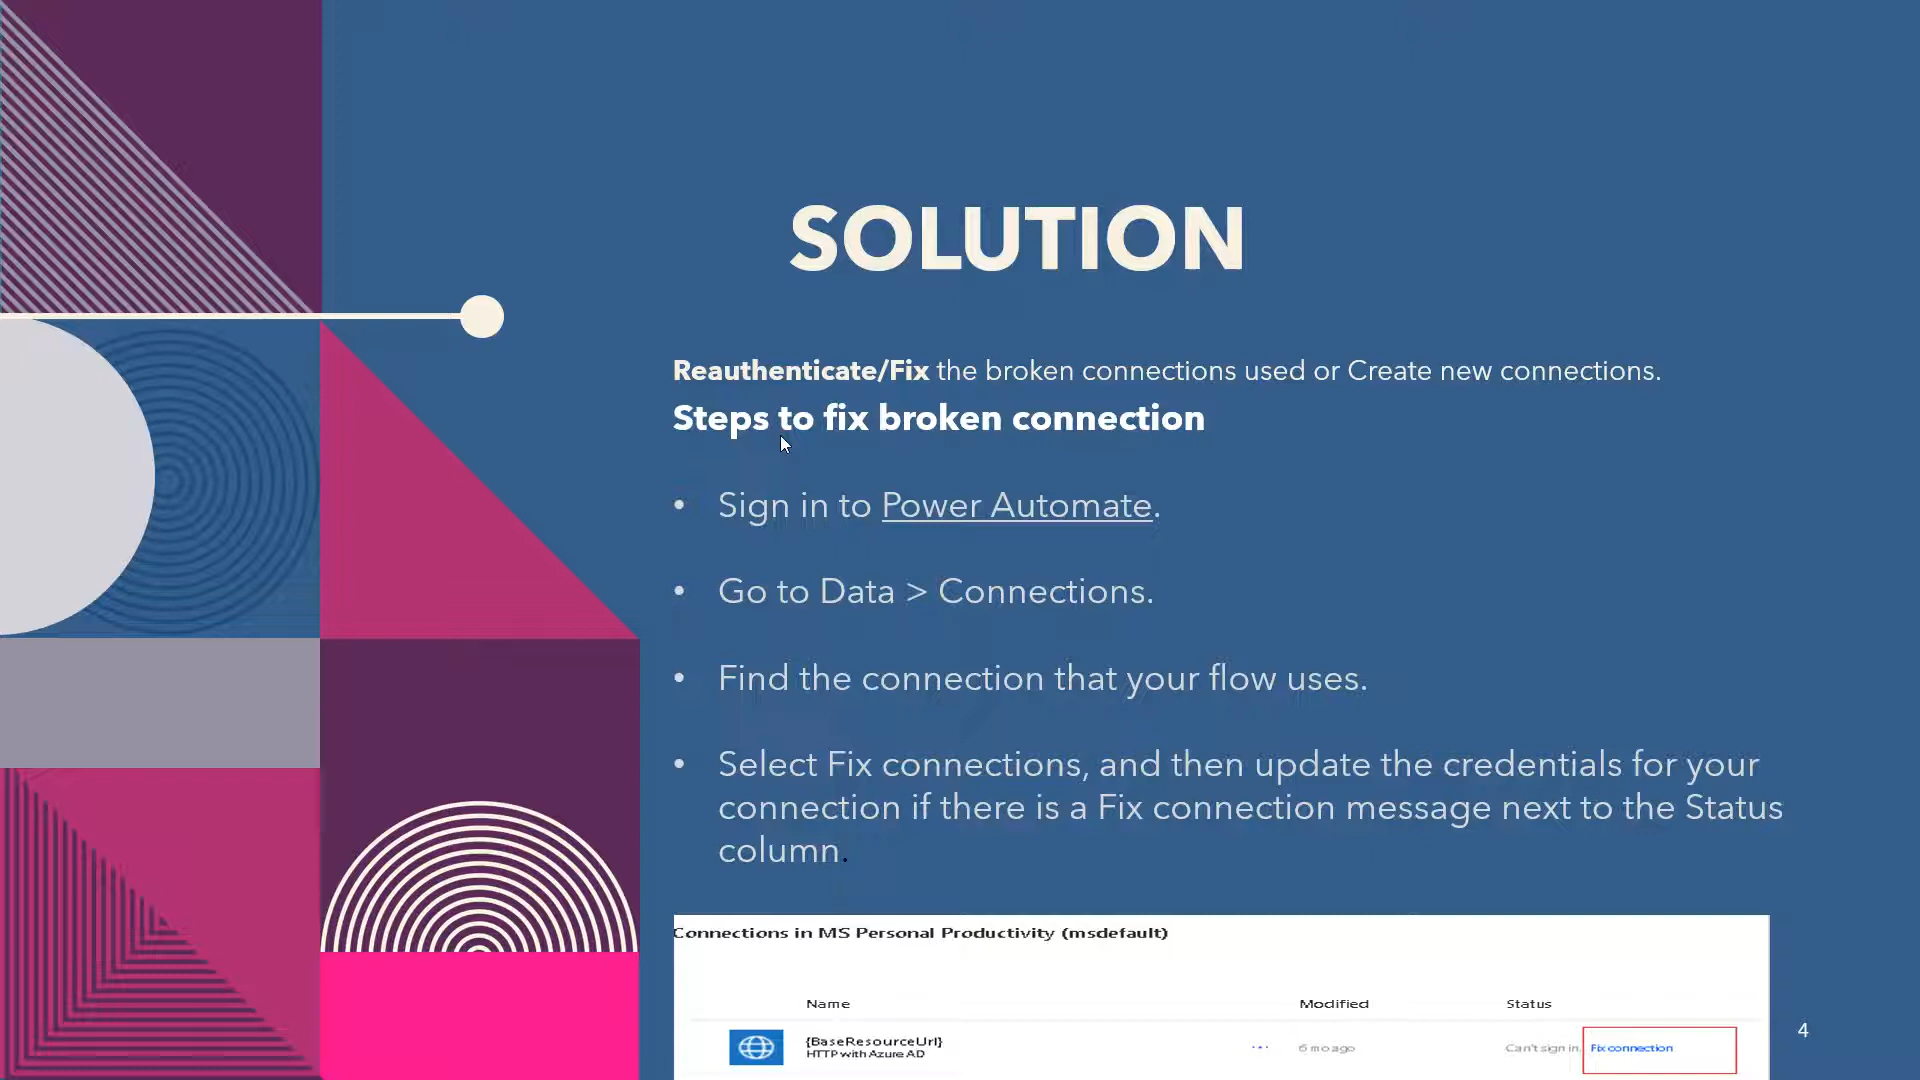 SOLUTION
Reauthenticate/Fix the broken connections used or Create new connections.
Steps to fix broken connection
• Sign in to Power Automate.
• Go to Data > Connections.
• Find the connection that your flow uses.
• Select Fix connections, and then update the credentials for your
connection if there is a Fix connection message next to the Status
column.
Connections in MS Personal Productivity (msdefault)
Name Modified Status
{BaseResourceUrl}
HTTP with Azure AD
... 6 mo ago Can't sign in. Fix connection
4